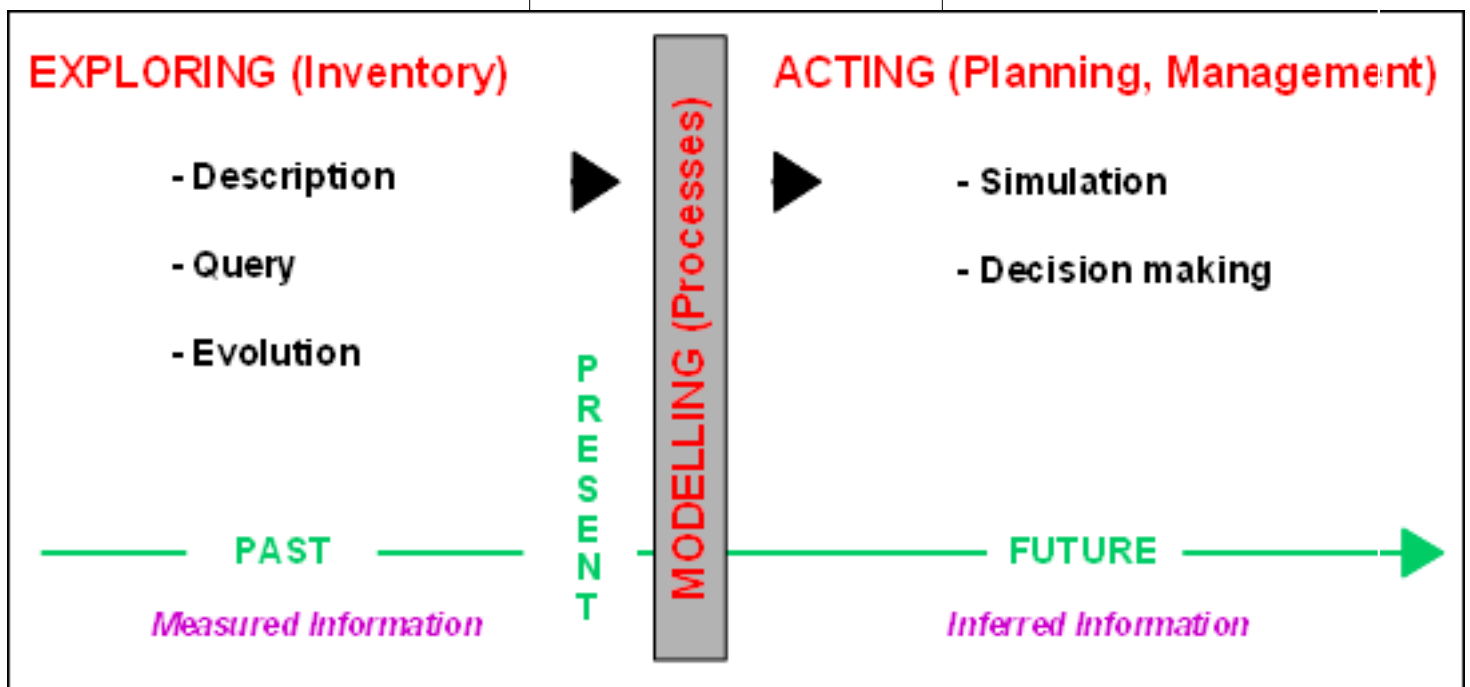 EXPLORING (Inventory)
- Description
- Query
- Evolution
PRESENT
MODELLING (Processes)
ACTING (Planning, Management)
- Simulation
- Decision making
PAST
FUTURE
Measured Information
Inferred Information